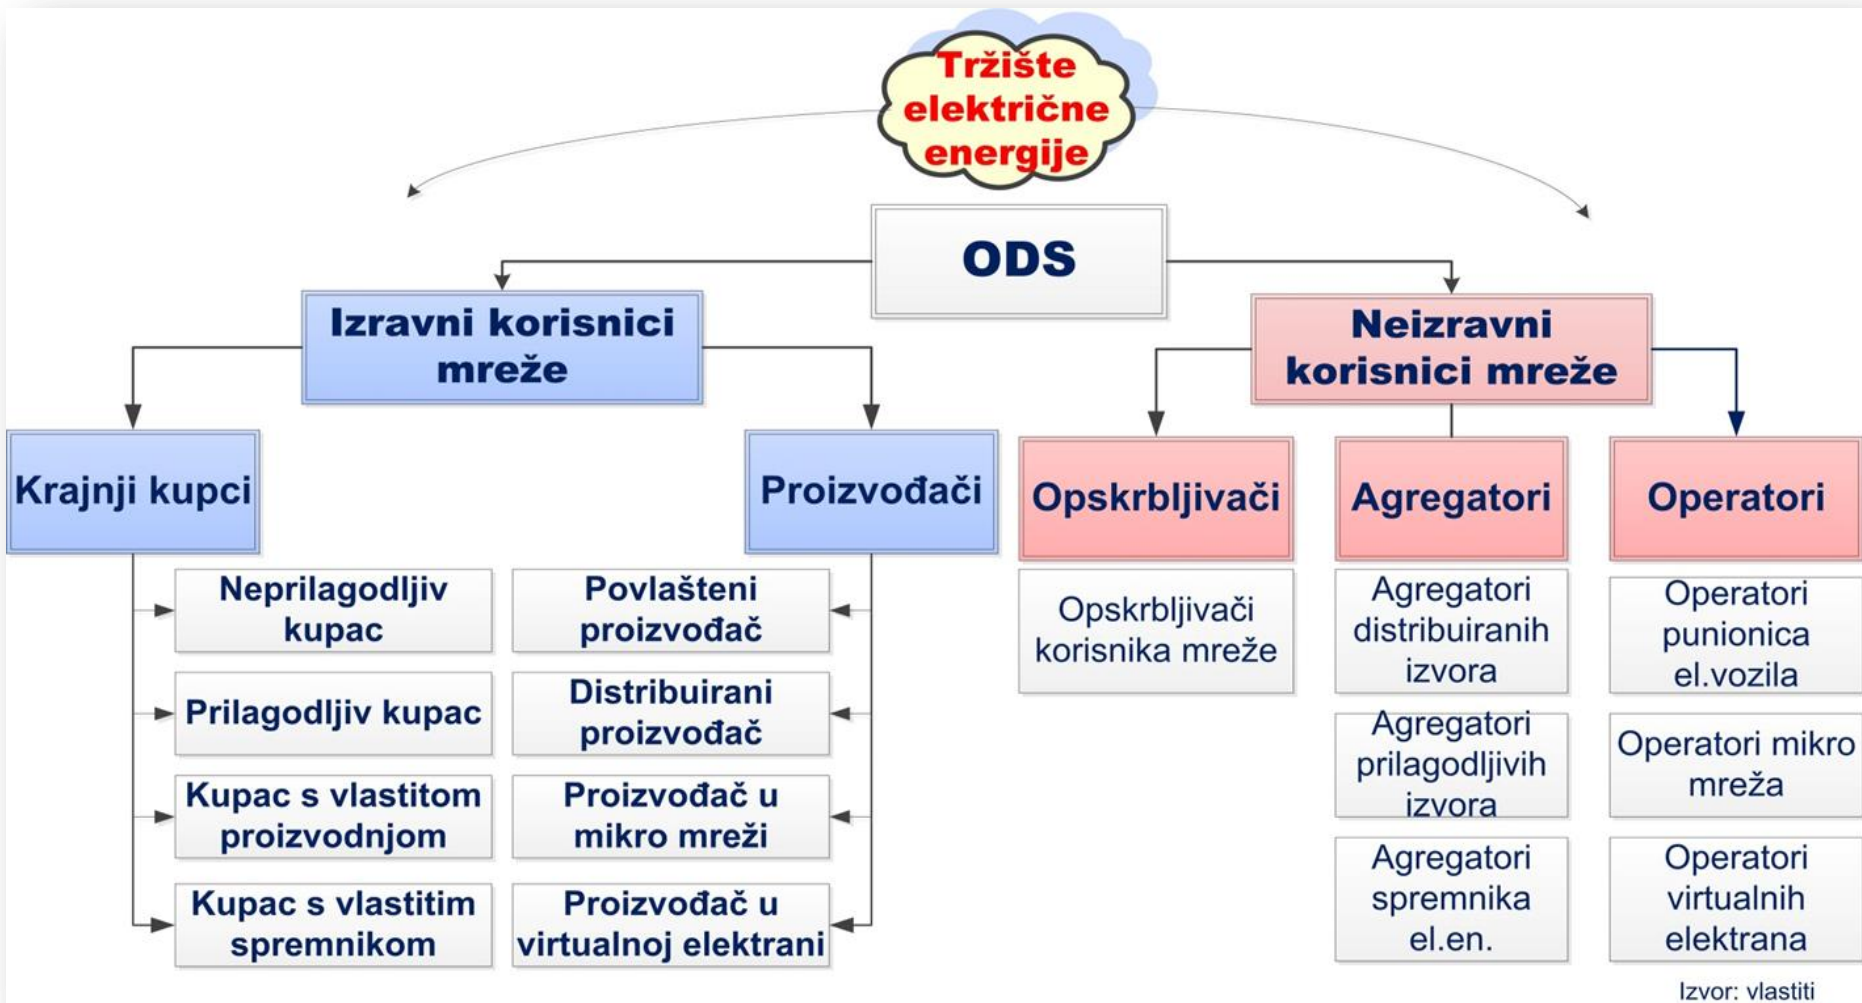 Tržište
električne
energije
ODS
Izravni korisnici
mreže
Neizravni
korisnici mreže
Krajnji kupci
Proizvođači
Opskrbljivači
Agregatori
Operatori
Neprilagodljiv
kupac
Prilagodljiv kupac
Kupac s vlastitom
proizvodnjom
Kupac s vlastitim
spremnikom
Povlašteni
proizvođač
Distribuirani
proizvođač
Proizvođač u
mikro mreži
Proizvođač u
virtualnoj elektrani
Opskrbljivači
korisnika mreže
Agregatori
distribuiranih
izvora
Agregatori
prilagodljivih
izvora
Agregatori
spremnika
el.en.
Operatori
punionica
el.vozila
Operatori mikro
mreža
Operatori
virtualnih
elektrana
Izvor: vlastiti